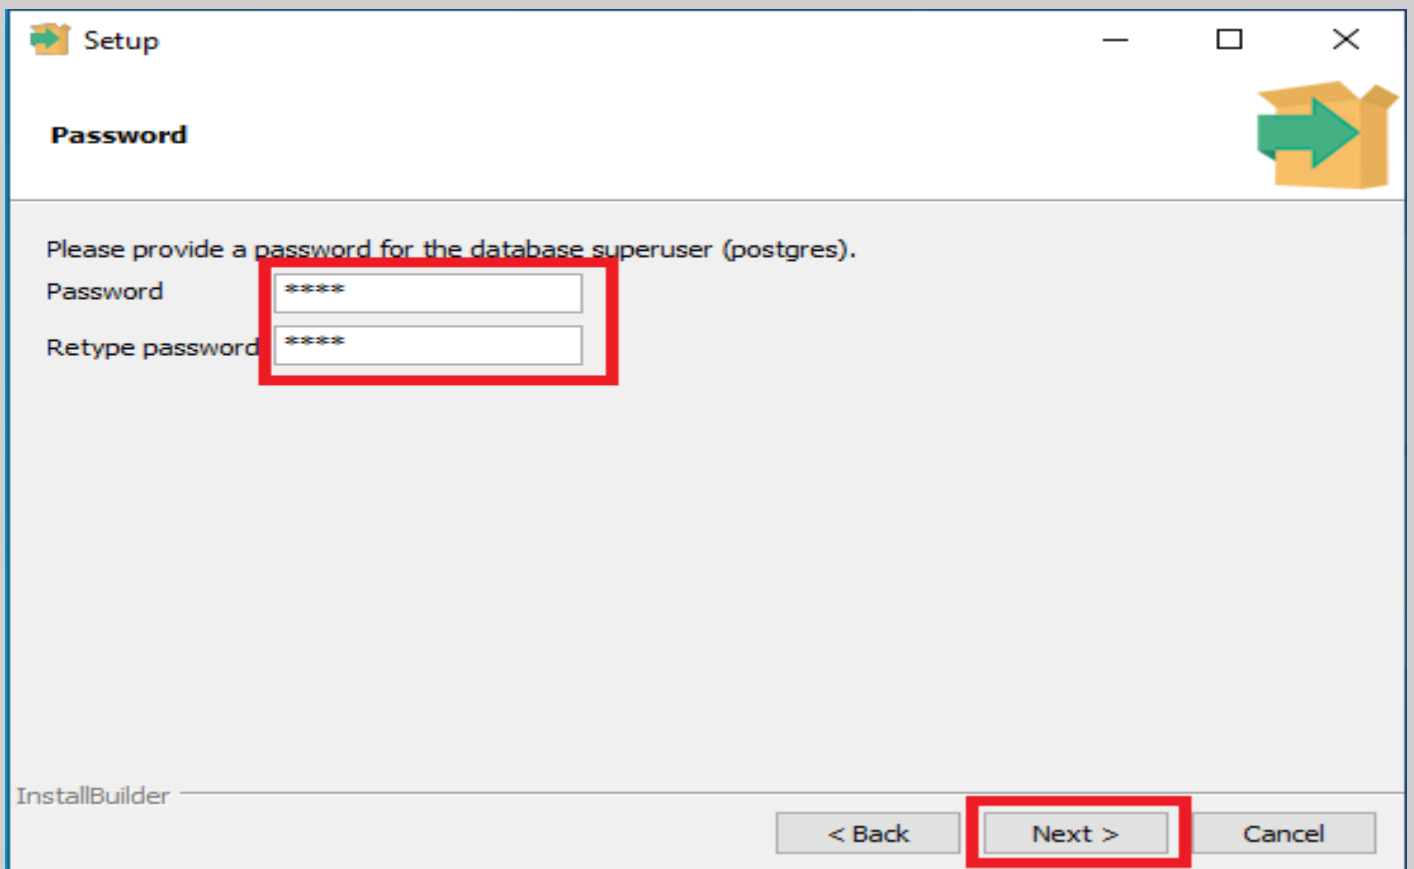 Setup
Password
Please provide a password for the database superuser (postgres).
Password ****
Retype password ****
InstallBuilder
< Back Next > Cancel